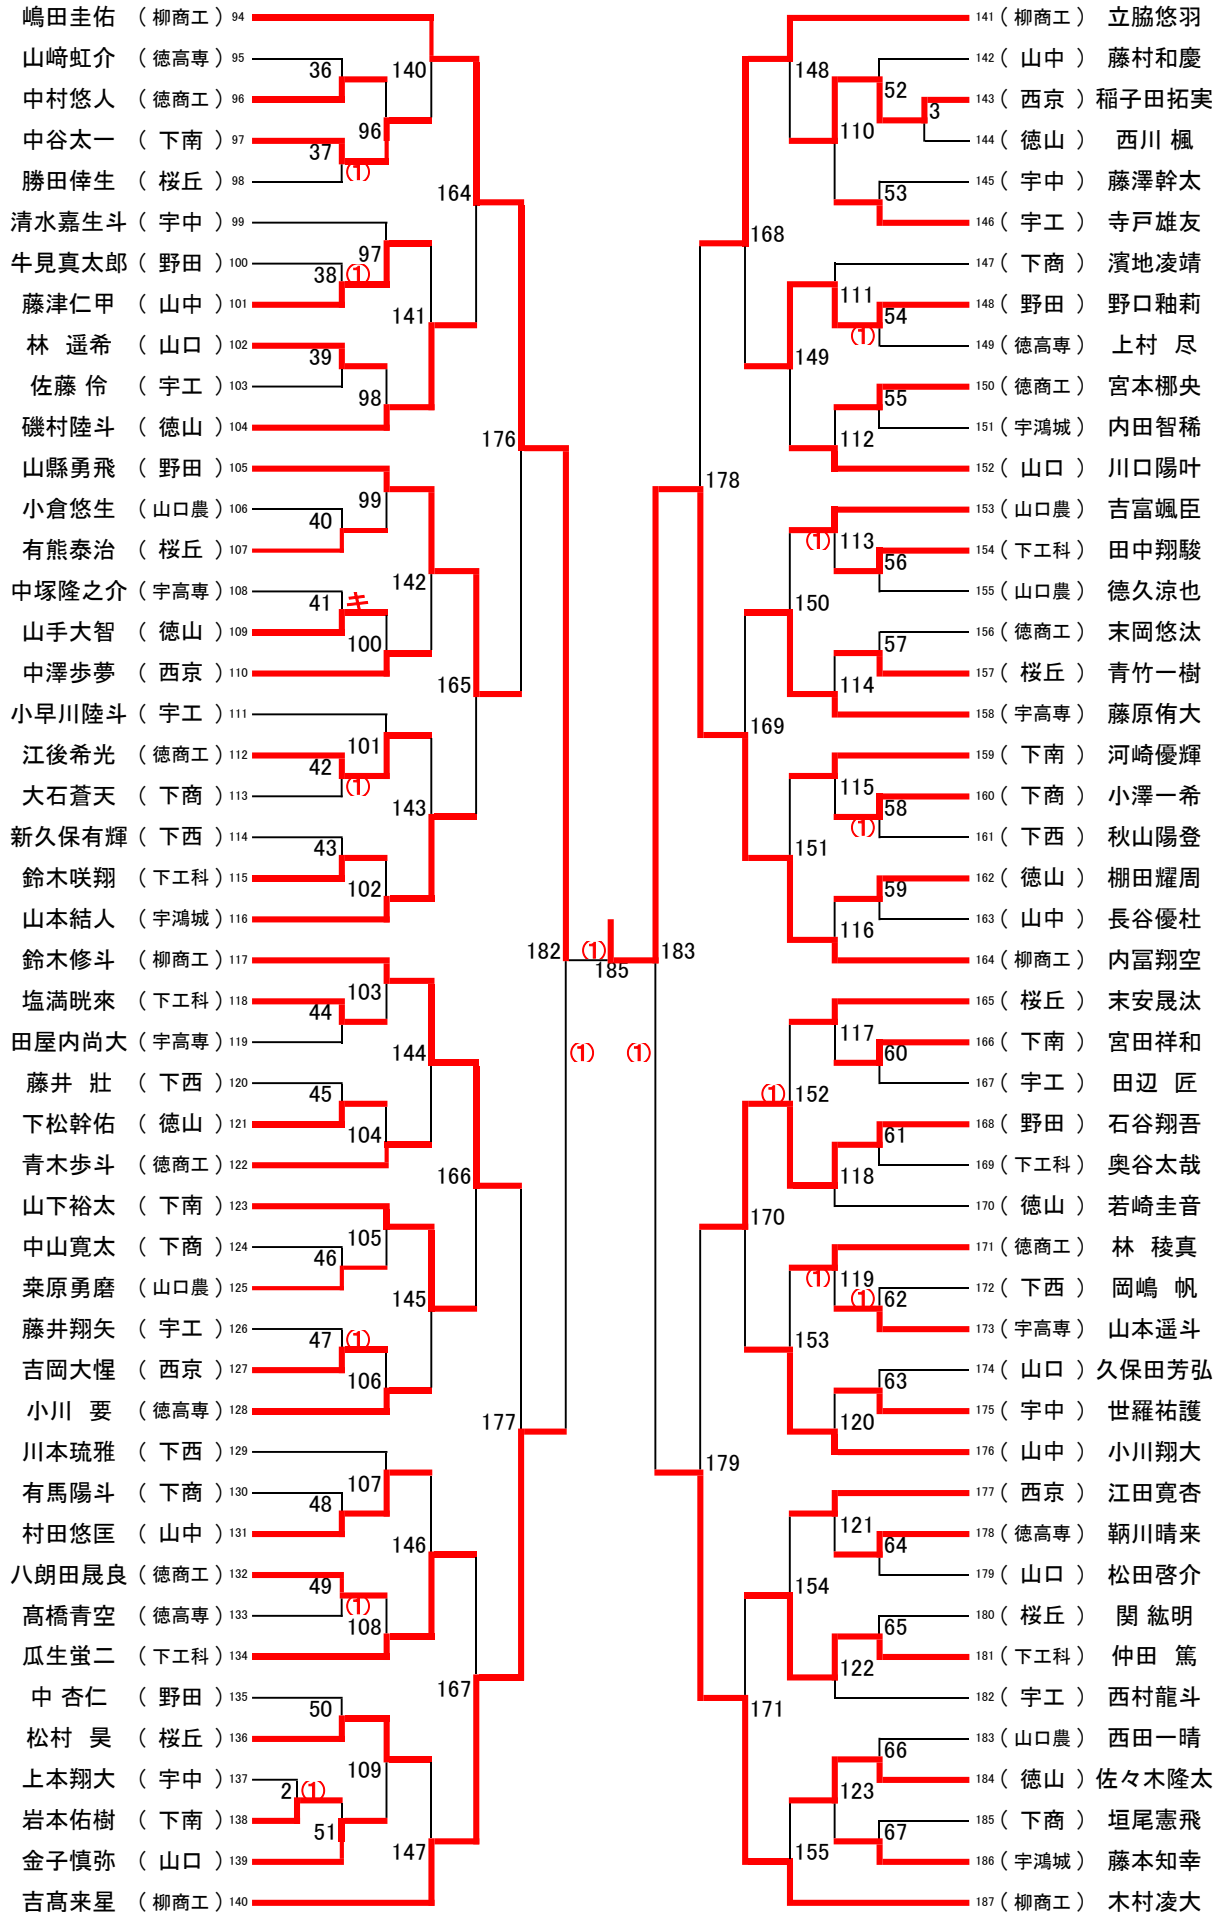 嶋田圭佑 （ 柳商工 ） 94
山﨑虹介 （ 徳高専 ） 95
中村悠人 （ 徳商工 ） 96
中谷太一 （ 下南 ） 97
勝田倖生 （ 桜丘 ） 98
清水嘉生斗 （ 宇中 ） 99
牛見真太郎 （ 野田 ） 100
藤津仁甲 （ 山中 ） 101
林 遥希 （ 山口 ） 102
佐藤 伶 （ 宇工 ） 103
磯村陸斗 （ 徳山 ） 104
山縣勇飛 （ 野田 ） 105
小倉悠生 （ 山口農 ） 106
有熊泰治 （ 桜丘 ） 107
中塚隆之介 （ 宇高専 ） 108
山手大智 （ 徳山 ） 109
中澤歩夢 （ 西京 ） 110
小早川陸斗 （ 宇工 ） 111
江後希光 （ 徳商工 ） 112
大石蒼天 （ 下商 ） 113
新久保有輝 （ 下西 ） 114
鈴木咲翔 （ 下工科 ） 115
山本結人 （ 宇鴻城 ） 116
鈴木修斗 （ 柳商工 ） 117
塩満晄來 （ 下工科 ） 118
田屋内尚大 （ 宇高専 ） 119
藤井 壯 （ 下西 ） 120
下松幹佑 （ 徳山 ） 121
青木歩斗 （ 徳商工 ） 122
山下裕太 （ 下南 ） 123
中山寛太 （ 下商 ） 124
桒原勇磨 （ 山口農 ） 125
藤井翔矢 （ 宇工 ） 126
吉岡大惺 （ 西京 ） 127
小川 要 （ 徳高専 ） 128
川本琉雅 （ 下西 ） 129
有馬陽斗 （ 下商 ） 130
村田悠匡 （ 山中 ） 131
八朗田晟良 （ 徳商工 ） 132
髙橋青空 （ 徳高専 ） 133
瓜生蛍二 （ 下工科 ） 134
中 杏仁 （ 野田 ） 135
松村 昊 （ 桜丘 ） 136
上本翔大 （ 宇中 ） 137
岩本佑樹 （ 下南 ） 138
金子慎弥 （ 山口 ） 139
吉髙来星 （ 柳商工 ） 140
36
37
(1)
38
(1)
39
40
41
キ
42
(1)
43
44
45
46
47
(1)
48
49
(1)
50
2
(1)
51
96
97
98
99
100
101
102
103
104
105
106
107
108
109
140
141
142
143
144
145
146
147
164
165
166
167
176
177
182
(1)
185
(1)
(1)
183
178
179
168
169
170
171
148
149
150
151
152
(1)
153
154
155
110
111
112
113
(1)
114
115
116
117
118
119
(1)
120
121
122
123
52
3
53
54
(1)
55
56
57
58
(1)
59
60
61
62
(1)
63
64
65
66
67
141 （ 柳商工 ） 立脇悠羽
142 （ 山中 ） 藤村和慶
143 （ 西京 ） 稲子田拓実
144 （ 徳山 ） 西川 楓
145 （ 宇中 ） 藤澤幹太
146 （ 宇工 ） 寺戸雄友
147 （ 下商 ） 濱地凌靖
148 （ 野田 ） 野口釉莉
149 （ 徳高専 ） 上村 尽
150 （ 徳商工 ） 宮本梛央
151 （ 宇鴻城 ） 内田智稀
152 （ 山口 ） 川口陽叶
153 （ 山口農 ） 吉富颯臣
154 （ 下工科 ） 田中翔駿
155 （ 山口農 ） 德久涼也
156 （ 徳商工 ） 末岡悠汰
157 （ 桜丘 ） 青竹一樹
158 （ 宇高専 ） 藤原侑大
159 （ 下南 ） 河崎優輝
160 （ 下商 ） 小澤一希
161 （ 下西 ） 秋山陽登
162 （ 徳山 ） 棚田耀周
163 （ 山中 ） 長谷優杜
164 （ 柳商工 ） 内冨翔空
165 （ 桜丘 ） 末安晟汰
166 （ 下南 ） 宮田祥和
167 （ 宇工 ） 田辺 匠
168 （ 野田 ） 石谷翔吾
169 （ 下工科 ） 奥谷太哉
170 （ 徳山 ） 若崎圭音
171 （ 徳商工 ） 林 稜真
172 （ 下西 ） 岡嶋 帆
173 （ 宇高専 ） 山本遥斗
174 （ 山口 ） 久保田芳弘
175 （ 宇中 ） 世羅祐護
176 （ 山中 ） 小川翔大
177 （ 西京 ） 江田寛杏
178 （ 徳高専 ） 鞆川晴来
179 （ 山口 ） 松田啓介
180 （ 桜丘 ） 関 紘明
181 （ 下工科 ） 仲田 篤
182 （ 宇工 ） 西村龍斗
183 （ 山口農 ） 西田一晴
184 （ 徳山 ） 佐々木隆太
185 （ 下商 ） 垣尾憲飛
186 （ 宇鴻城 ） 藤本知幸
187 （ 柳商工 ） 木村凌大